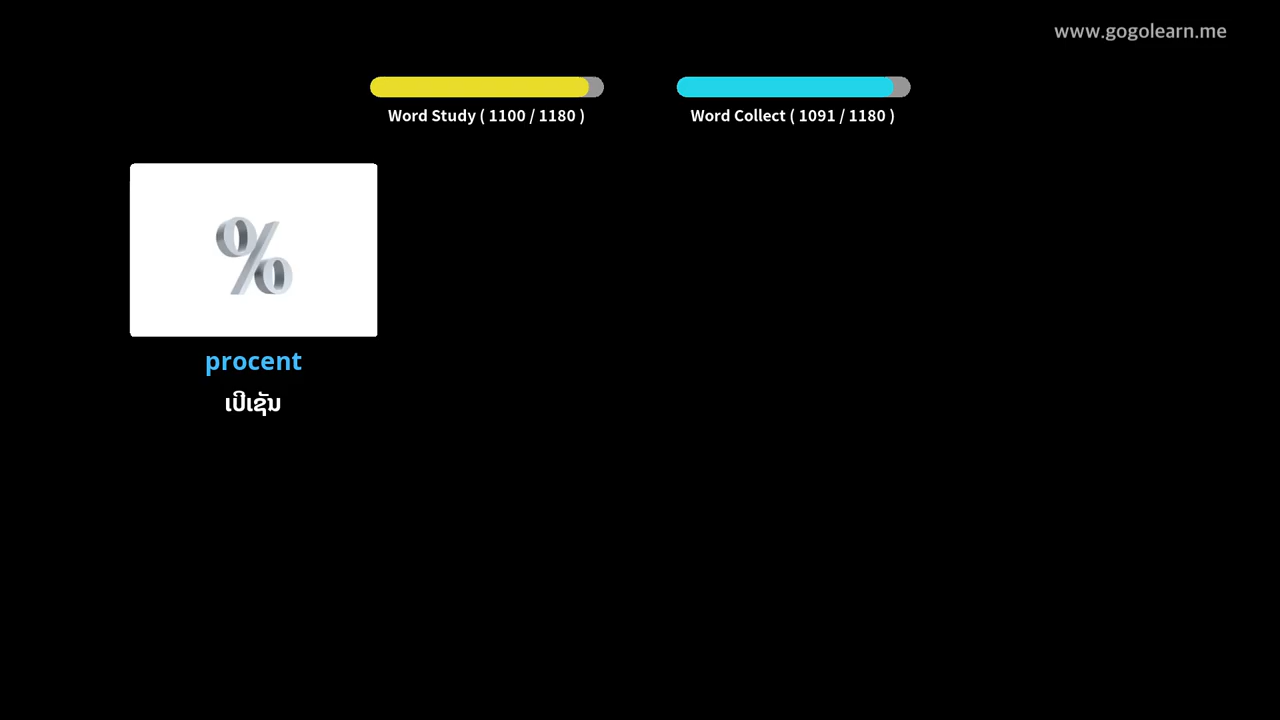 www.gogolearn.me
Word Study ( 1100 / 1180 )
Word Collect ( 1091 / 1180 )
%
procent
ເປີເຊັນ